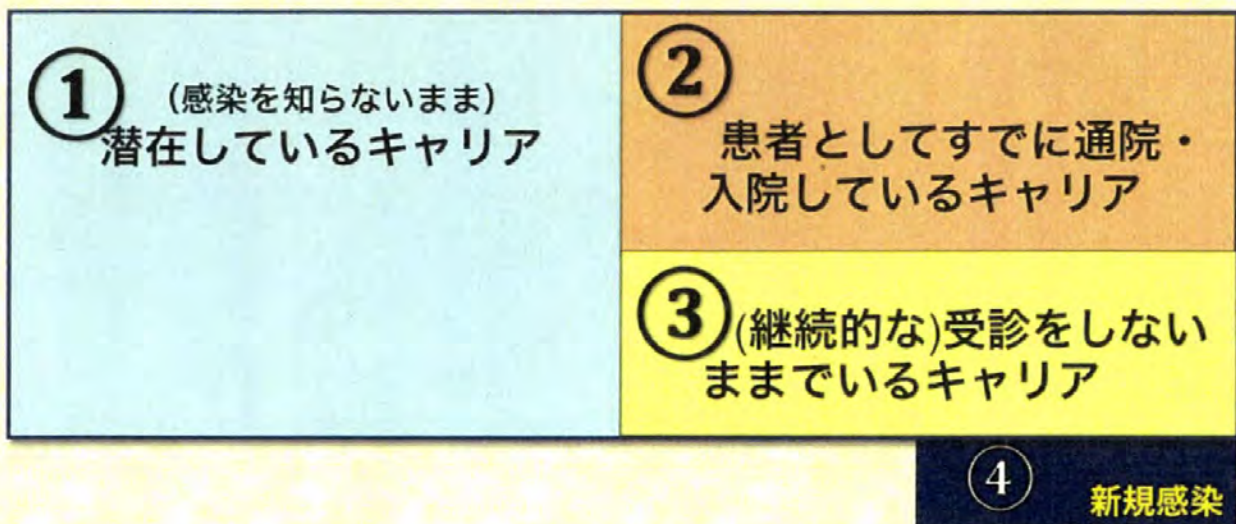 ①
(感染を知らないまま)
潜在しているキャリア
②
患者としてすでに通院・
入院しているキャリア
③(継続的な)受診をしない
ままでいるキャリア
④
新規感染